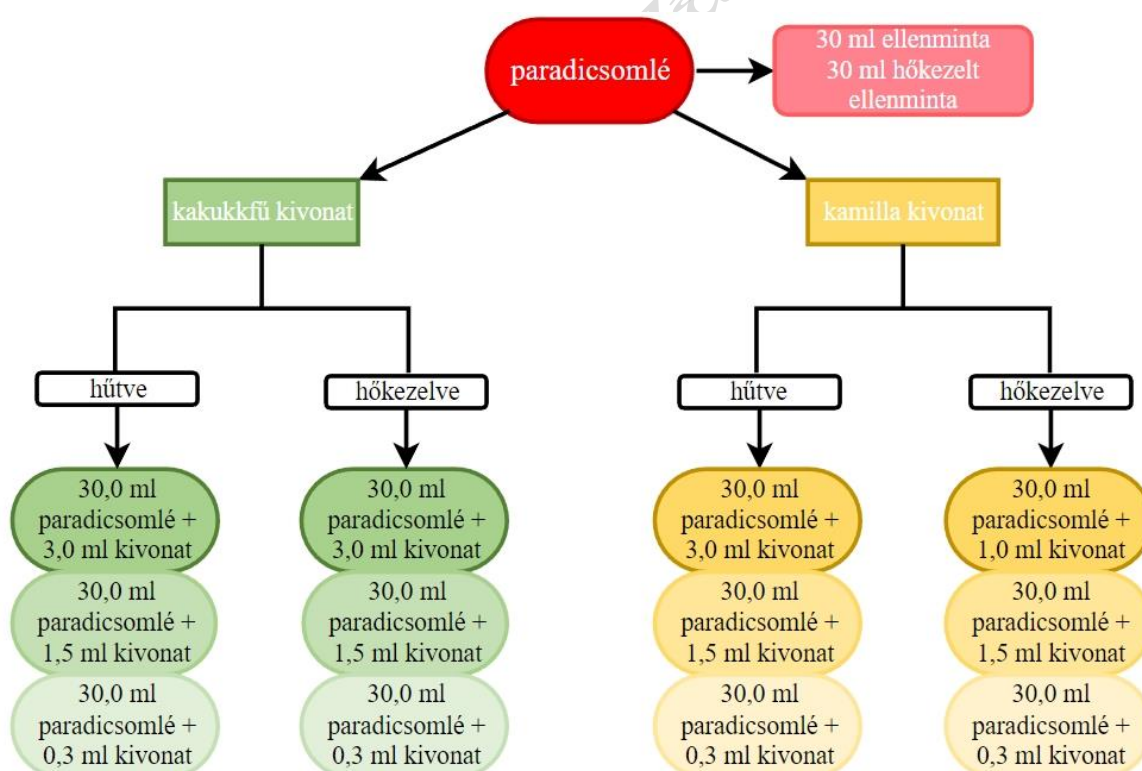 paradicsomlé
30 ml ellenminta
30 ml hőkezelt
ellenminta
kakukkfű kivonat
kamilla kivonat
hűtve
hőkezelve
hűtve
hőkezelve
30,0 ml
paradicsomlé +
3,0 ml kivonat
30,0 ml
paradicsomlé +
1,5 ml kivonat
30,0 ml
paradicsomlé +
0,3 ml kivonat
30,0 ml
paradicsomlé +
3,0 ml kivonat
30,0 ml
paradicsomlé +
1,5 ml kivonat
30,0 ml
paradicsomlé +
0,3 ml kivonat
30,0 ml
paradicsomlé +
3,0 ml kivonat
30,0 ml
paradicsomlé +
1,5 ml kivonat
30,0 ml
paradicsomlé +
0,3 ml kivonat
30,0 ml
paradicsomlé +
1,0 ml kivonat
30,0 ml
paradicsomlé +
1,5 ml kivonat
30,0 ml
paradicsomlé +
0,3 ml kivonat